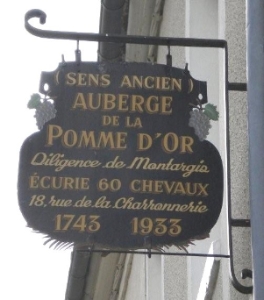 ( SENS ANCIEN )
AUBERGE
DE LA
POMME D'OR
Diligence de Montargis
ÉCURIE 60 CHEVAUX
18, rue de la Charronnerie
1743 1933